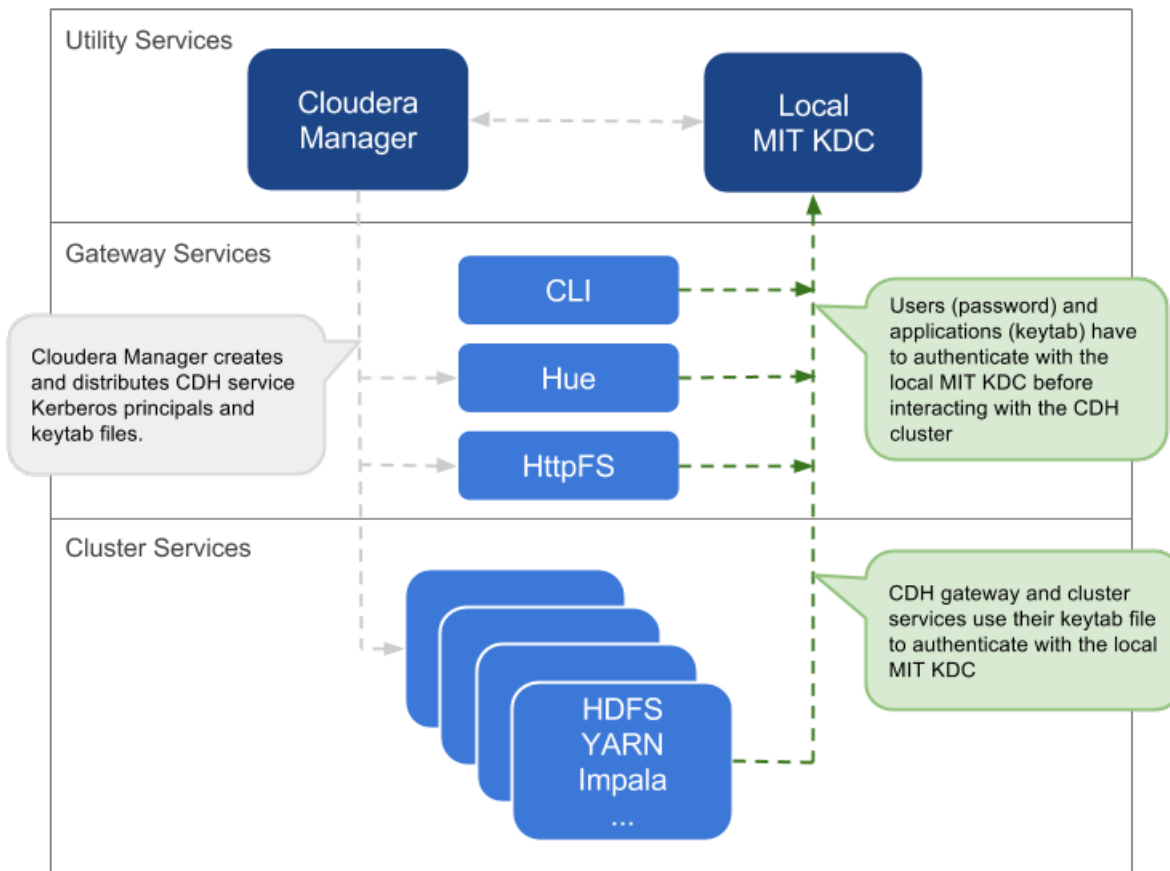 Utility Services
Cloudera
Manager
Local
MIT KDC
Gateway Services
CLI
Hue
HttpFS
Cloudera Manager creates
and distributes CDH service
Kerberos principals and
keytab files.
Users (password) and
applications (keytab) have
to authenticate with the
local MIT KDC before
interacting with the CDH
cluster
Cluster Services
HDFS
YARN
Impala
...
CDH gateway and cluster
services use their keytab file
to authenticate with the local
MIT KDC